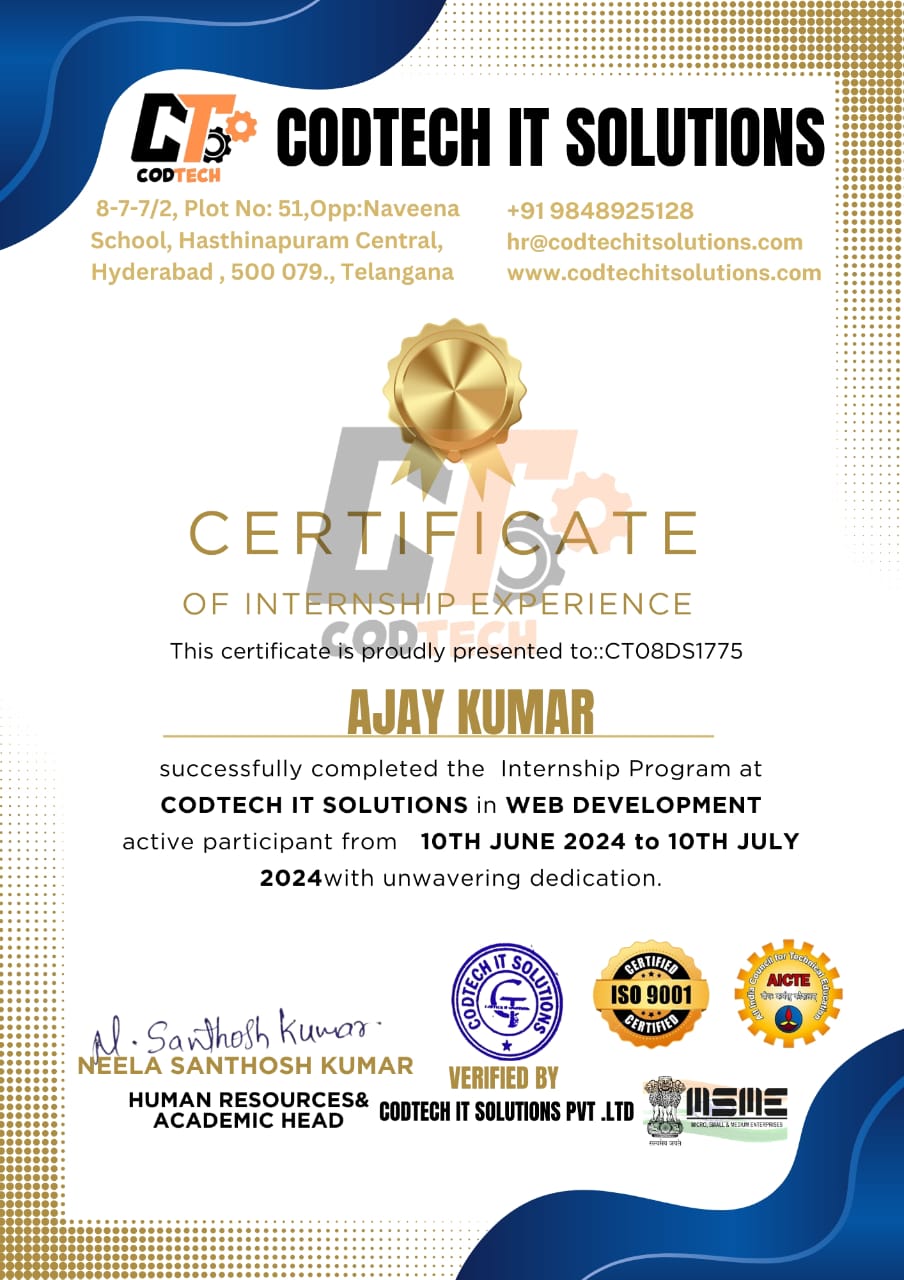 CT
CODTECH
CODTECH IT SOLUTIONS
8-7-7/2, Plot No: 51,Opp:Naveena
School, Hasthinapuram Central,
Hyderabad , 500 079., Telangana
+91 9848925128
hr@codtechitsolutions.com
www.codtechitsolutions.com
CT
CODTECH
CERTIFICATE
OF INTERNSHIP EXPERIENCE
This certificate is proudly presented to::CT08DS1775
AJAY KUMAR
successfully completed the Internship Program at
CODTECH IT SOLUTIONS in WEB DEVELOPMENT
active participant from 10TH JUNE 2024 to 10TH JULY
2024with unwavering dedication.
N. Santhosh Kumar.
NEELA SANTHOSH KUMAR
HUMAN RESOURCES&
ACADEMIC HEAD
CODTECH IT SOLUTIONS
VERIFIED BY
CODTECH IT SOLUTIONS PVT .LTD
CERTIFIED
ISO 9001
CERTIFIED
All India Council for Technical Education
AICTE
MSME
MICRO, SMALL & MEDIUM ENTERPRISES
सत्यमेव जयते